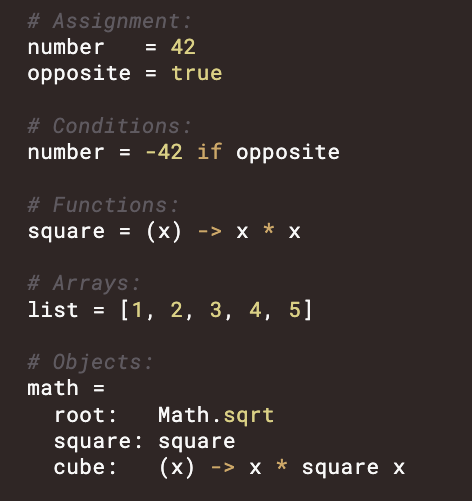 # Assignment:
number   = 42
opposite = true

# Conditions:
number = -42 if opposite

# Functions:
square = (x) -> x * x

# Arrays:
list = [1, 2, 3, 4, 5]

# Objects:
math =
  root:   Math.sqrt
  square: square
  cube:   (x) -> x * square x